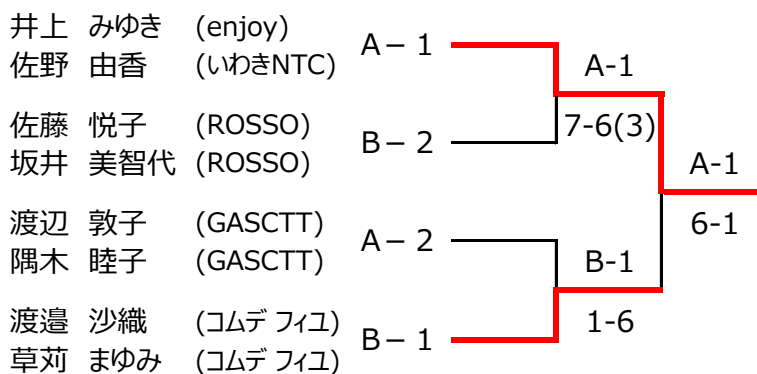 井上 みゆき (enjoy)
佐野 由香 (いわきNTC)
A－1
佐藤 悦子 (ROSSO)
坂井 美智代 (ROSSO)
B－2
渡辺 敦子 (GASCTT)
隅木 睦子 (GASCTT)
A－2
渡邉 沙織 (コムデ フィユ)
草苅 まゆみ (コムデ フィユ)
B－1
A-1
7-6(3)
B-1
1-6
A-1
6-1